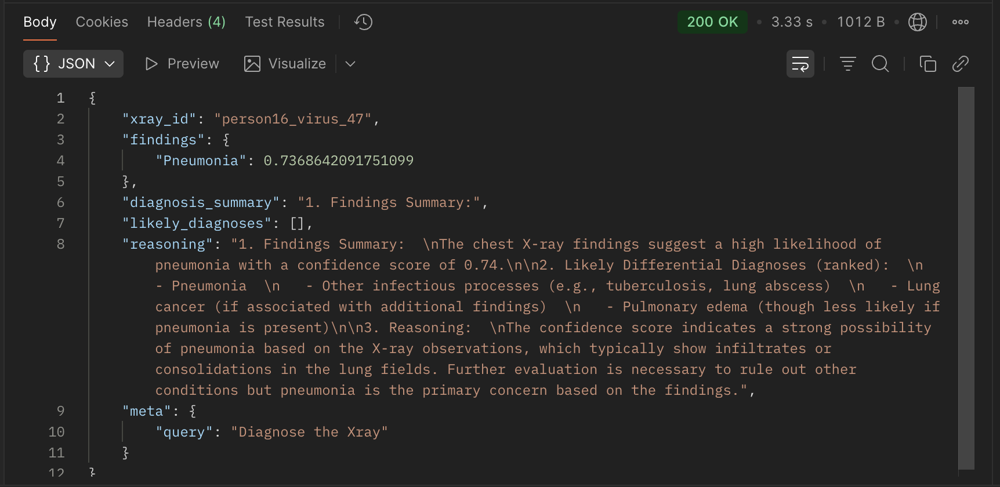 Body Cookies Headers (4) Test Results 200 OK • 3.33 s • 1012 B •
{} JSON Preview Visualize
1 {
2 "xray_id": "person16_virus_47",
3 "findings": {
4 "Pneumonia": 0.7368642091751099
5 },
6 "diagnosis_summary": "1. Findings Summary:",
7 "likely_diagnoses": [],
8 "reasoning": "1. Findings Summary:  \nThe chest X-ray findings suggest a high likelihood of
pneumonia with a confidence score of 0.74.\n\n2. Likely Differential Diagnoses (ranked):  \n
- Pneumonia  \n   - Other infectious processes (e.g., tuberculosis, lung abscess)  \n   - Lung
cancer (if associated with additional findings)  \n   - Pulmonary edema (though less likely if
pneumonia is present)\n\n3. Reasoning:  \nThe confidence score indicates a strong possibility
of pneumonia based on the X-ray observations, which typically show infiltrates or
consolidations in the lung fields. Further evaluation is necessary to rule out other
conditions but pneumonia is the primary concern based on the findings.",
9 "meta": {
10 "query": "Diagnose the Xray"
11 }
12 }